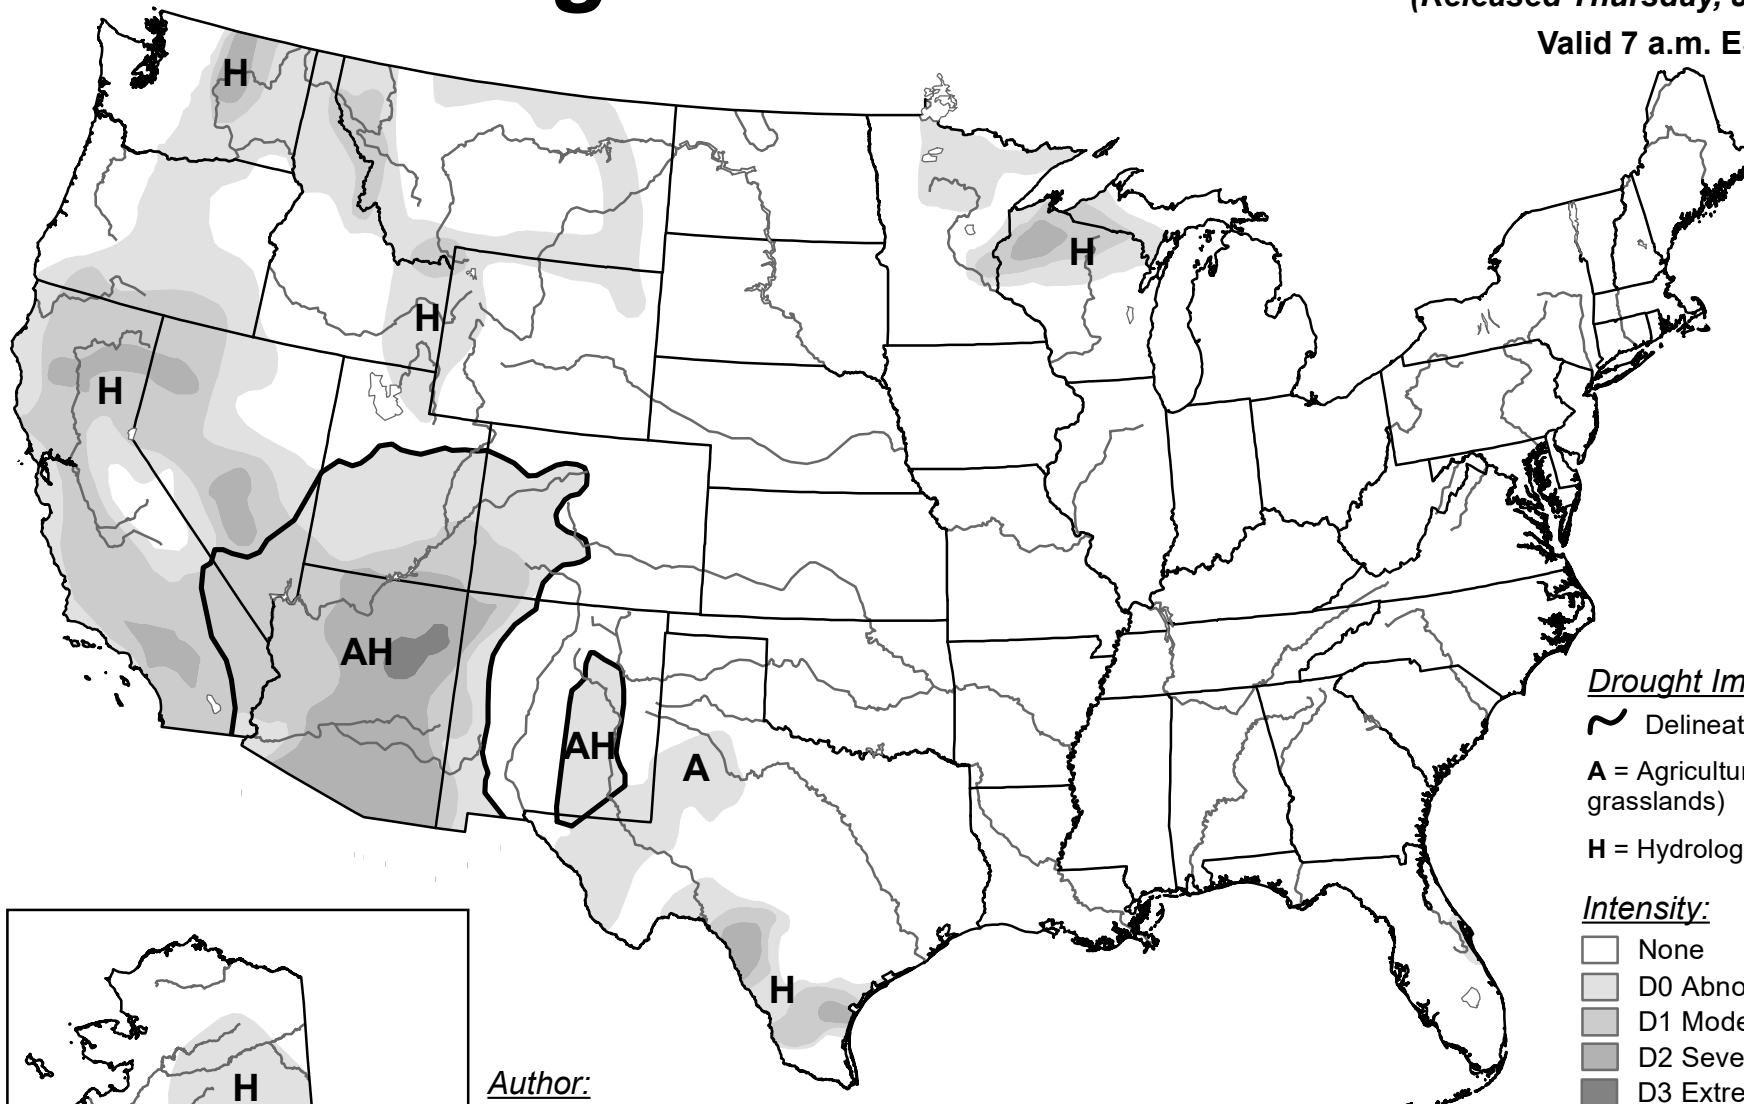 (Released Thursday,
Valid 7 a.m.
H
H
H
H
AH
AH
A
H
H
Drought
Delineat
A = Agricultur
grasslands)
H = Hydrolog
Intensity:
None
D0 Abno
D1 Mode
D2 Seve
D3 Extre
Author: